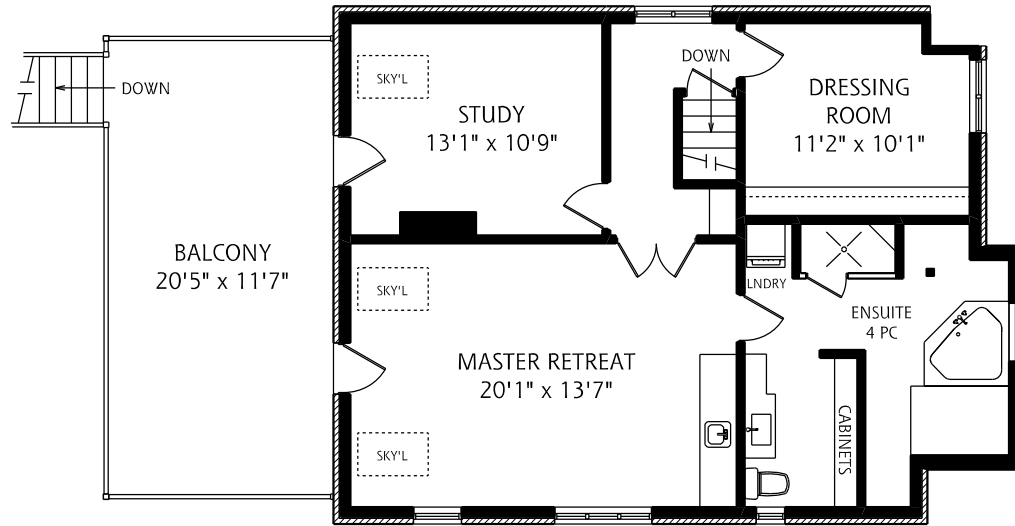 DOWN
SKY'L
STUDY
13'1" x 10'9"
DOWN
DRESSING
ROOM
11'2" x 10'1"
BALCONY
20'5" x 11'7"
SKY'L
LNDRY
ENSUITE
4 PC
MASTER RETREAT
20'1" x 13'7"
SKY'L
CABINETS